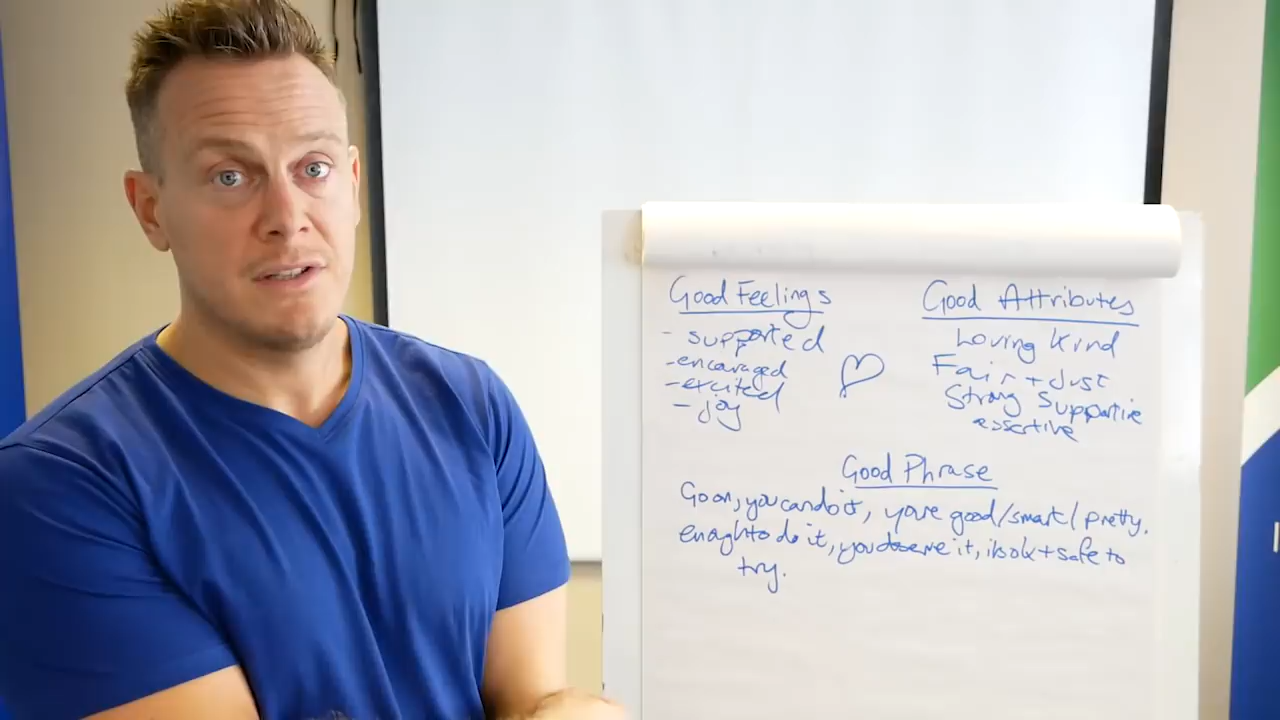 Good Feelings
- supported
- encouraged
- excited
- joy
Good Attributes
Loving Kind
Fair + Just
Strong Supportive
assertive
Good Phrase
Go on, you can do it, you're good/smart/pretty.
enough to do it, you deserve it, its ok + safe to
try.